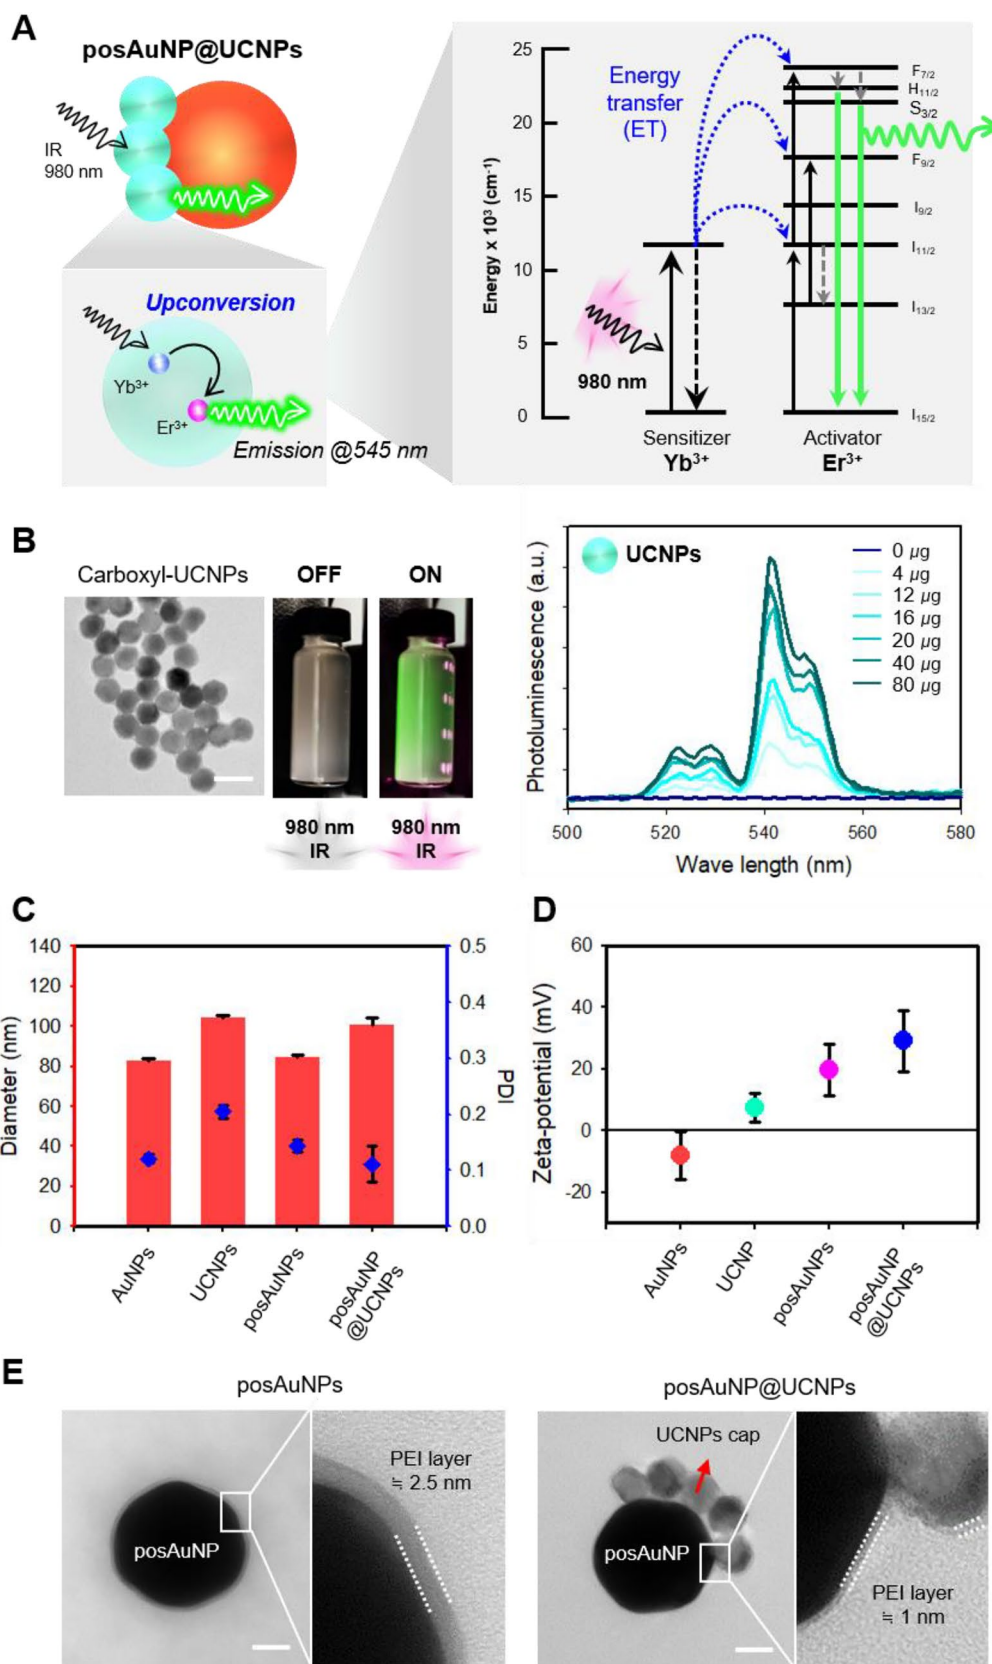 A
posAuNP@UCNPs
IR
980 nm
Upconversion
Yb³⁺
Er³⁺
Emission @545 nm
Energy x 10³ (cm⁻¹)
25
20
15
10
5
0
Energy
transfer
(ET)
980 nm
Sensitizer
Yb³⁺
Activator
Er³⁺
F7/2
H11/2
S3/2
F9/2
I9/2
I11/2
I13/2
I15/2
B
Carboxyl-UCNPs
OFF
ON
980 nm
IR
980 nm
IR
Photoluminescence (a.u.)
UCNPs
0 µg
4 µg
12 µg
16 µg
20 µg
40 µg
80 µg
500
520
540
560
580
Wave length (nm)
C
Diameter (nm)
140
120
100
80
60
40
20
0
0.5
0.4
0.3
0.2
0.1
0.0
PDI
AuNPs
UCNPs
posAuNPs
posAuNP
@UCNPs
D
Zeta-potential (mV)
60
40
20
0
-20
AuNPs
UCNP
posAuNPs
posAuNP
@UCNPs
E
posAuNPs
posAuNP
PEI layer
≒ 2.5 nm
posAuNP@UCNPs
UCNPs cap
posAuNP
PEI layer
≒ 1 nm